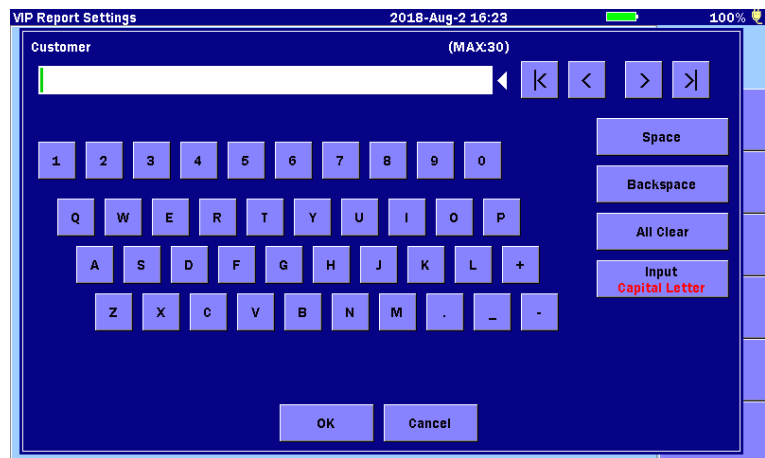 VIP Report Settings 2018-Aug-2 16:23 100%
Customer (MAX:30)
|< < > >|
Space
1 2 3 4 5 6 7 8 9 0
Backspace
Q W E R T Y U I O P
All Clear
A S D F G H J K L +
Input
Capital Letter
Z X C V B N M . _ -
OK Cancel